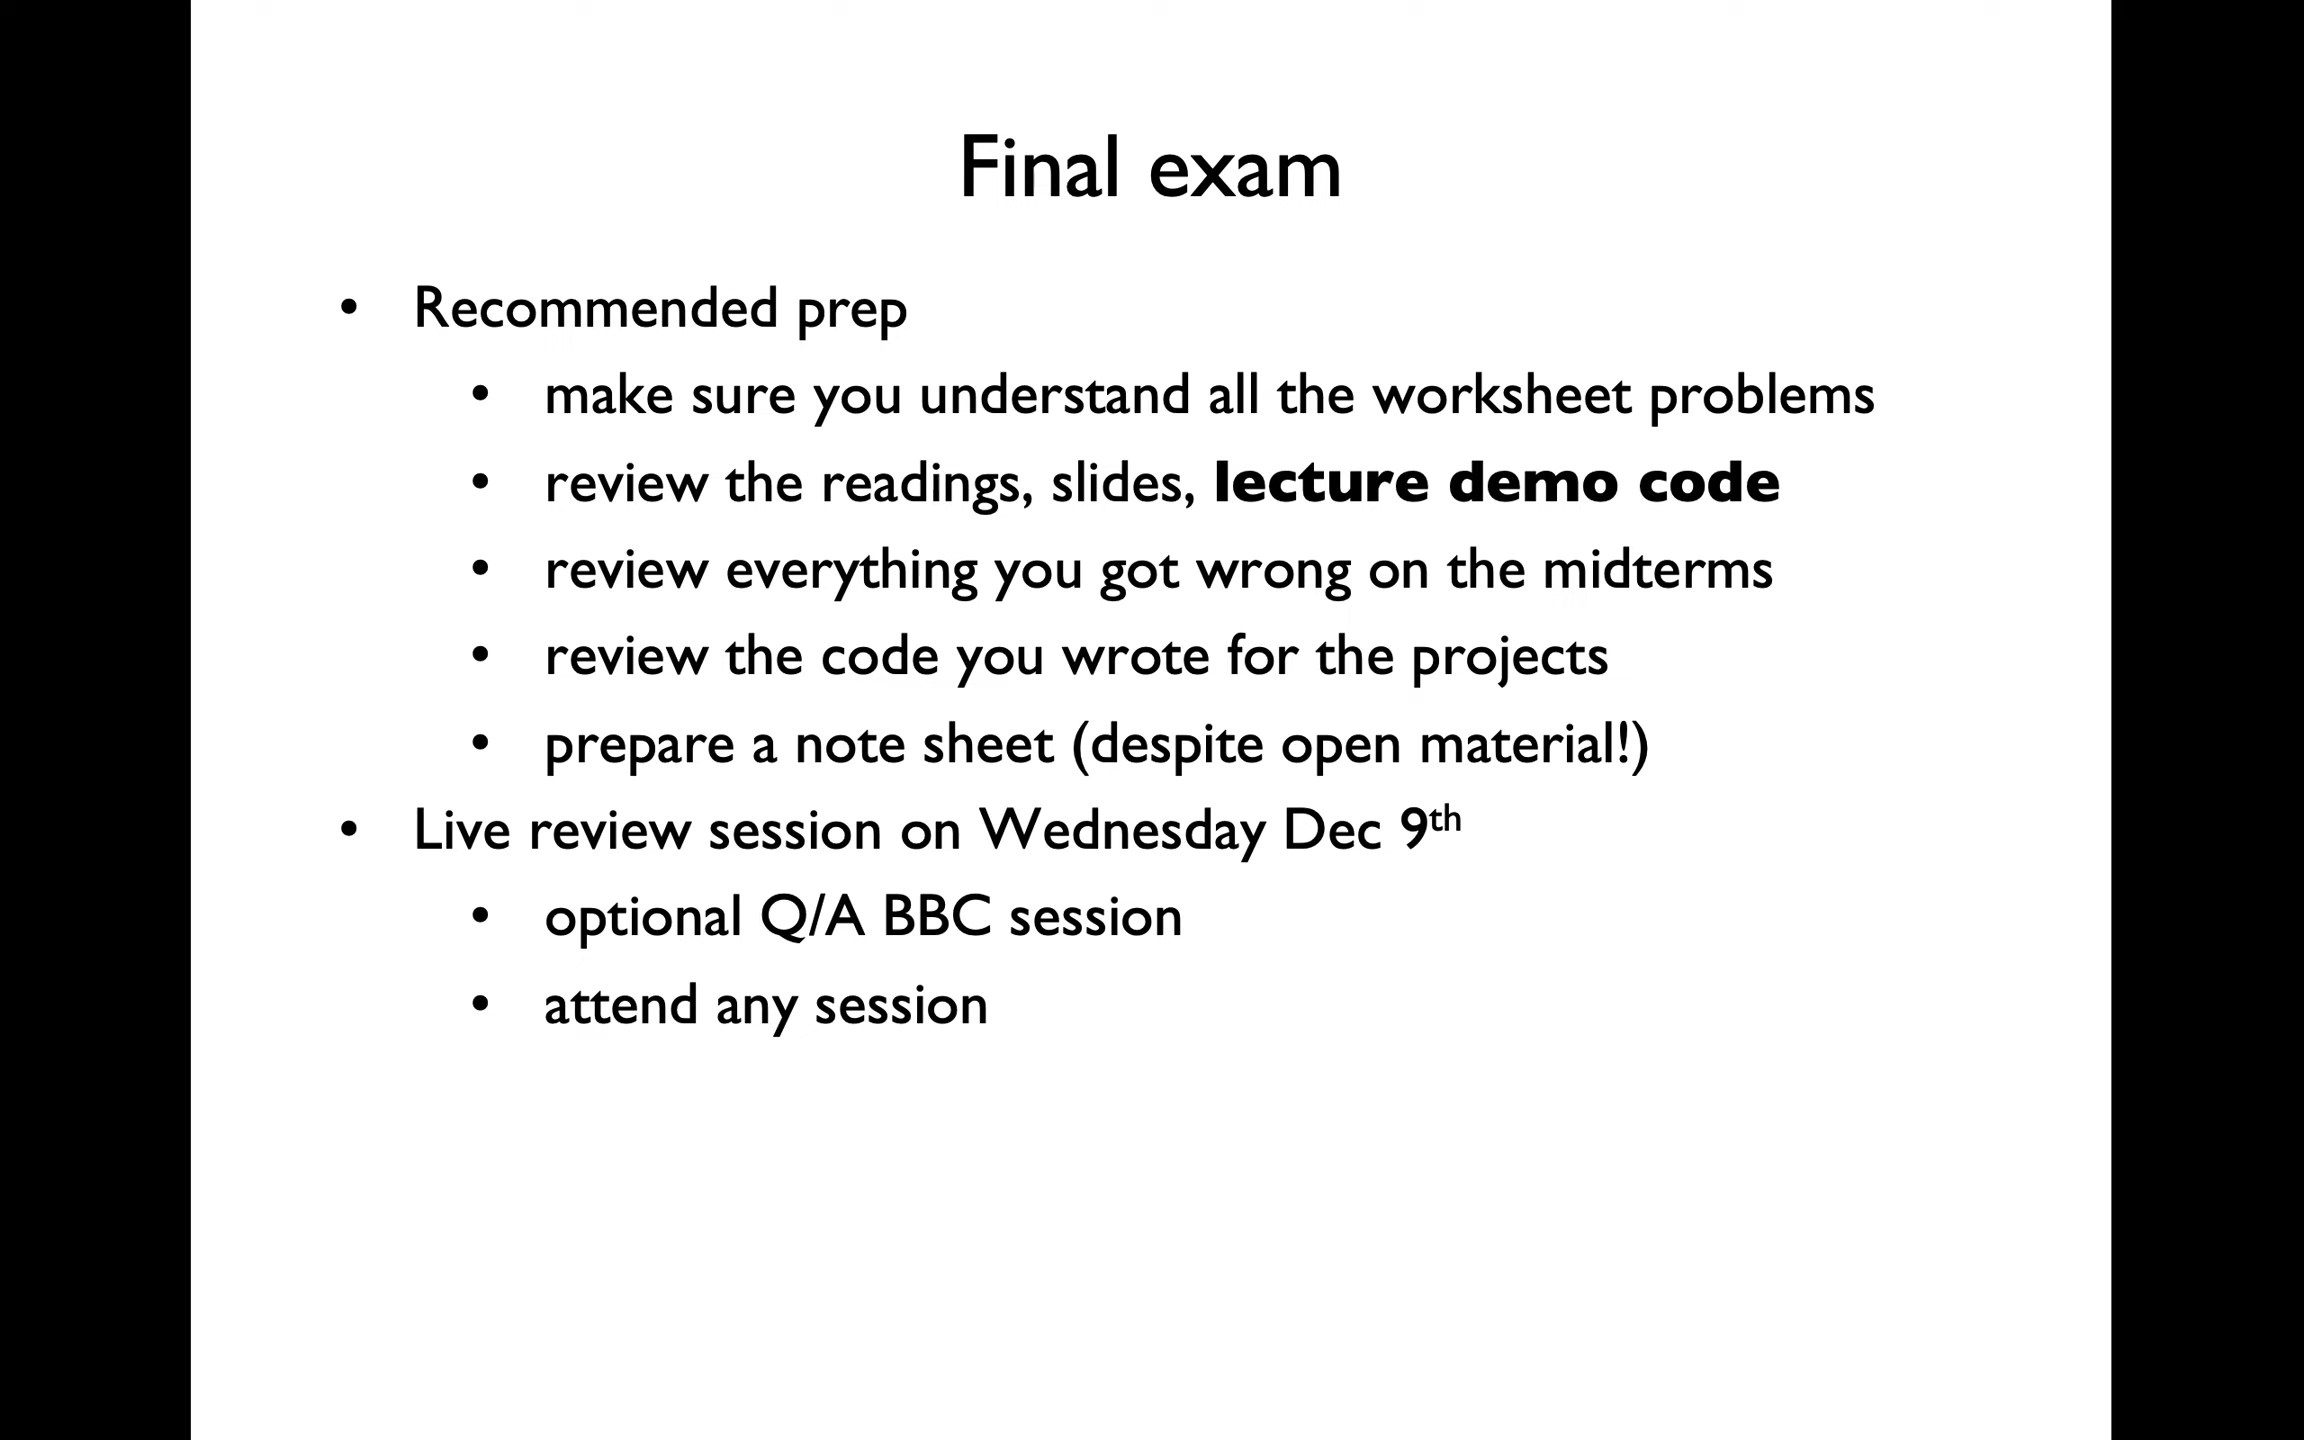 Final exam
• Recommended prep
• make sure you understand all the worksheet problems
• review the readings, slides, lecture demo code
• review everything you got wrong on the midterms
• review the code you wrote for the projects
• prepare a note sheet (despite open material!)
• Live review session on Wednesday Dec 9th
• optional Q/A BBC session
• attend any session